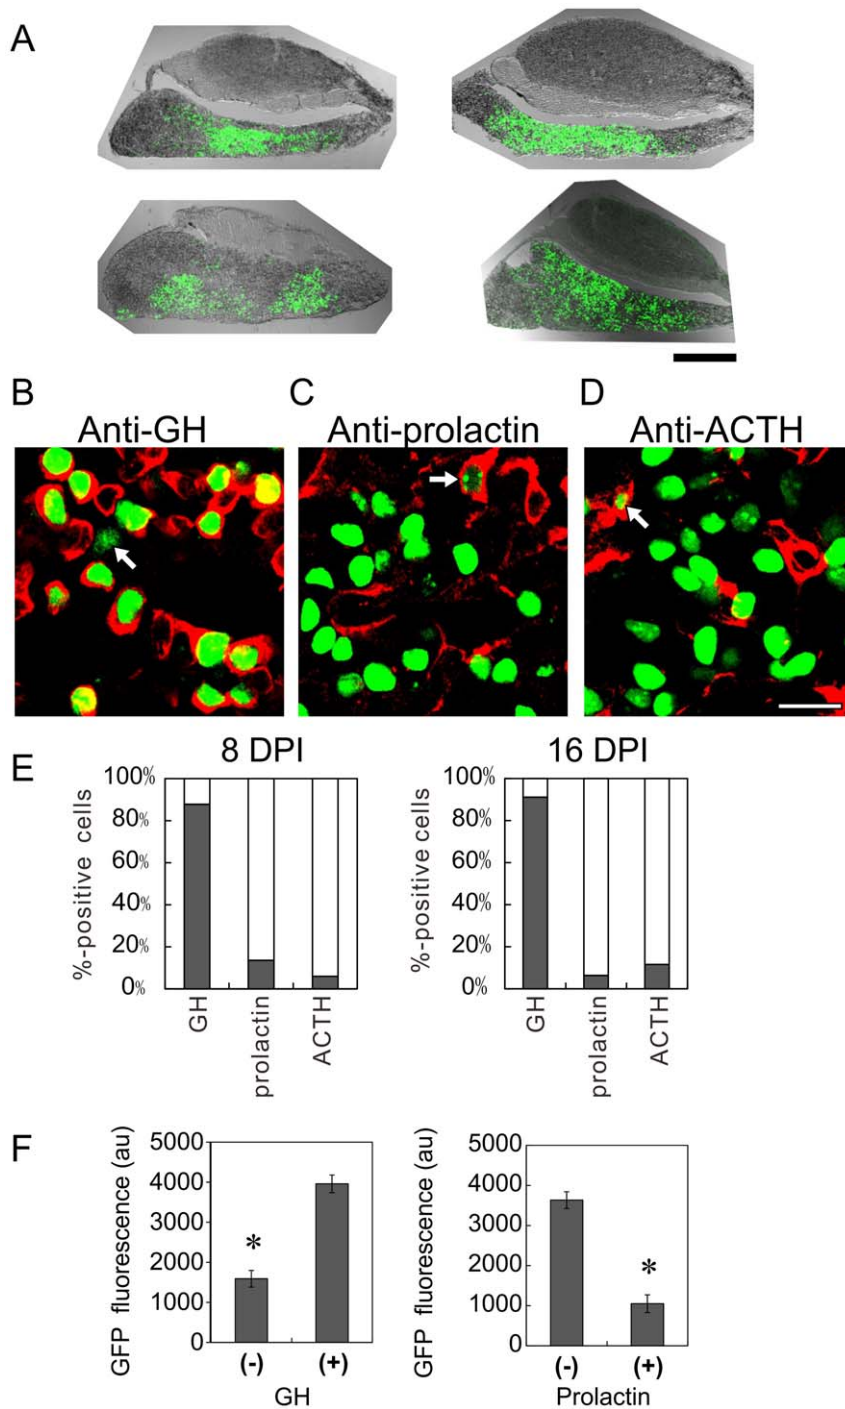 A
B
C
D
Anti-GH
Anti-prolactin
Anti-ACTH
E
8 DPI
16 DPI
%-positive cells
100%
80%
60%
40%
20%
0%
GH
prolactin
ACTH
%-positive cells
100%
80%
60%
40%
20%
0%
GH
prolactin
ACTH
F
GFP fluorescence (au)
5000
4000
3000
2000
1000
0
*
(-)
(+)
GH
GFP fluorescence (au)
5000
4000
3000
2000
1000
0
*
(-)
(+)
Prolactin